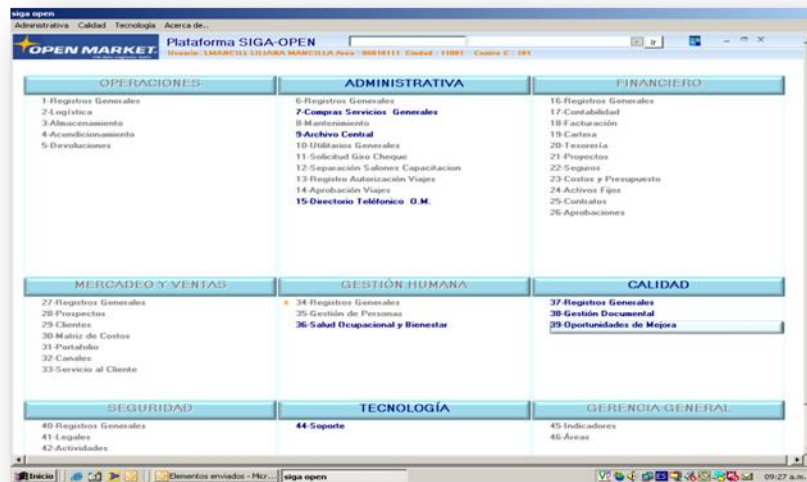 siga open
Administrativa Calidad Tecnología Acerca de...
OPEN MARKET
Plataforma SIGA-OPEN
Ir
OPERACIONES
1-Registros Generales
2-Logística
3-Almacenamiento
4-Acondicionamiento
5-Devoluciones
ADMINISTRATIVA
6-Registros Generales
7-Compras Servicios Generales
8-Mantenimiento
9-Archivo Central
10-Utilitarios Generales
11-Solicitud Giro Cheque
12-Separación Salones Capacitacion
13-Registro Autorización Viajes
14-Aprobación Viajes
15-Directorio Teléfonico O.M.
FINANCIERO
16-Registros Generales
17-Contabilidad
18-Facturación
19-Cartera
20-Tesorería
21-Proyectos
22-Seguros
23-Costos y Presupuesto
24-Activos Fijos
25-Contratos
26-Aprobaciones
MERCADEO Y VENTAS
27-Registros Generales
28-Prospectos
29-Clientes
30-Matriz de Costos
31-Portafolio
32-Canales
33-Servicio al Cliente
GESTIÓN HUMANA
34-Registros Generales
35-Gestión de Personas
36-Salud Ocupacional y Bienestar
CALIDAD
37-Registros Generales
38-Gestión Documental
39-Oportunidades de Mejora
SEGURIDAD
40-Registros Generales
41-Legales
42-Actividades
TECNOLOGÍA
44-Soporte
GERENCIA GENERAL
45-Indicadores
46-Áreas
Inicio
Elementos enviados - Micr...
siga open
ES
09:27 a.m.